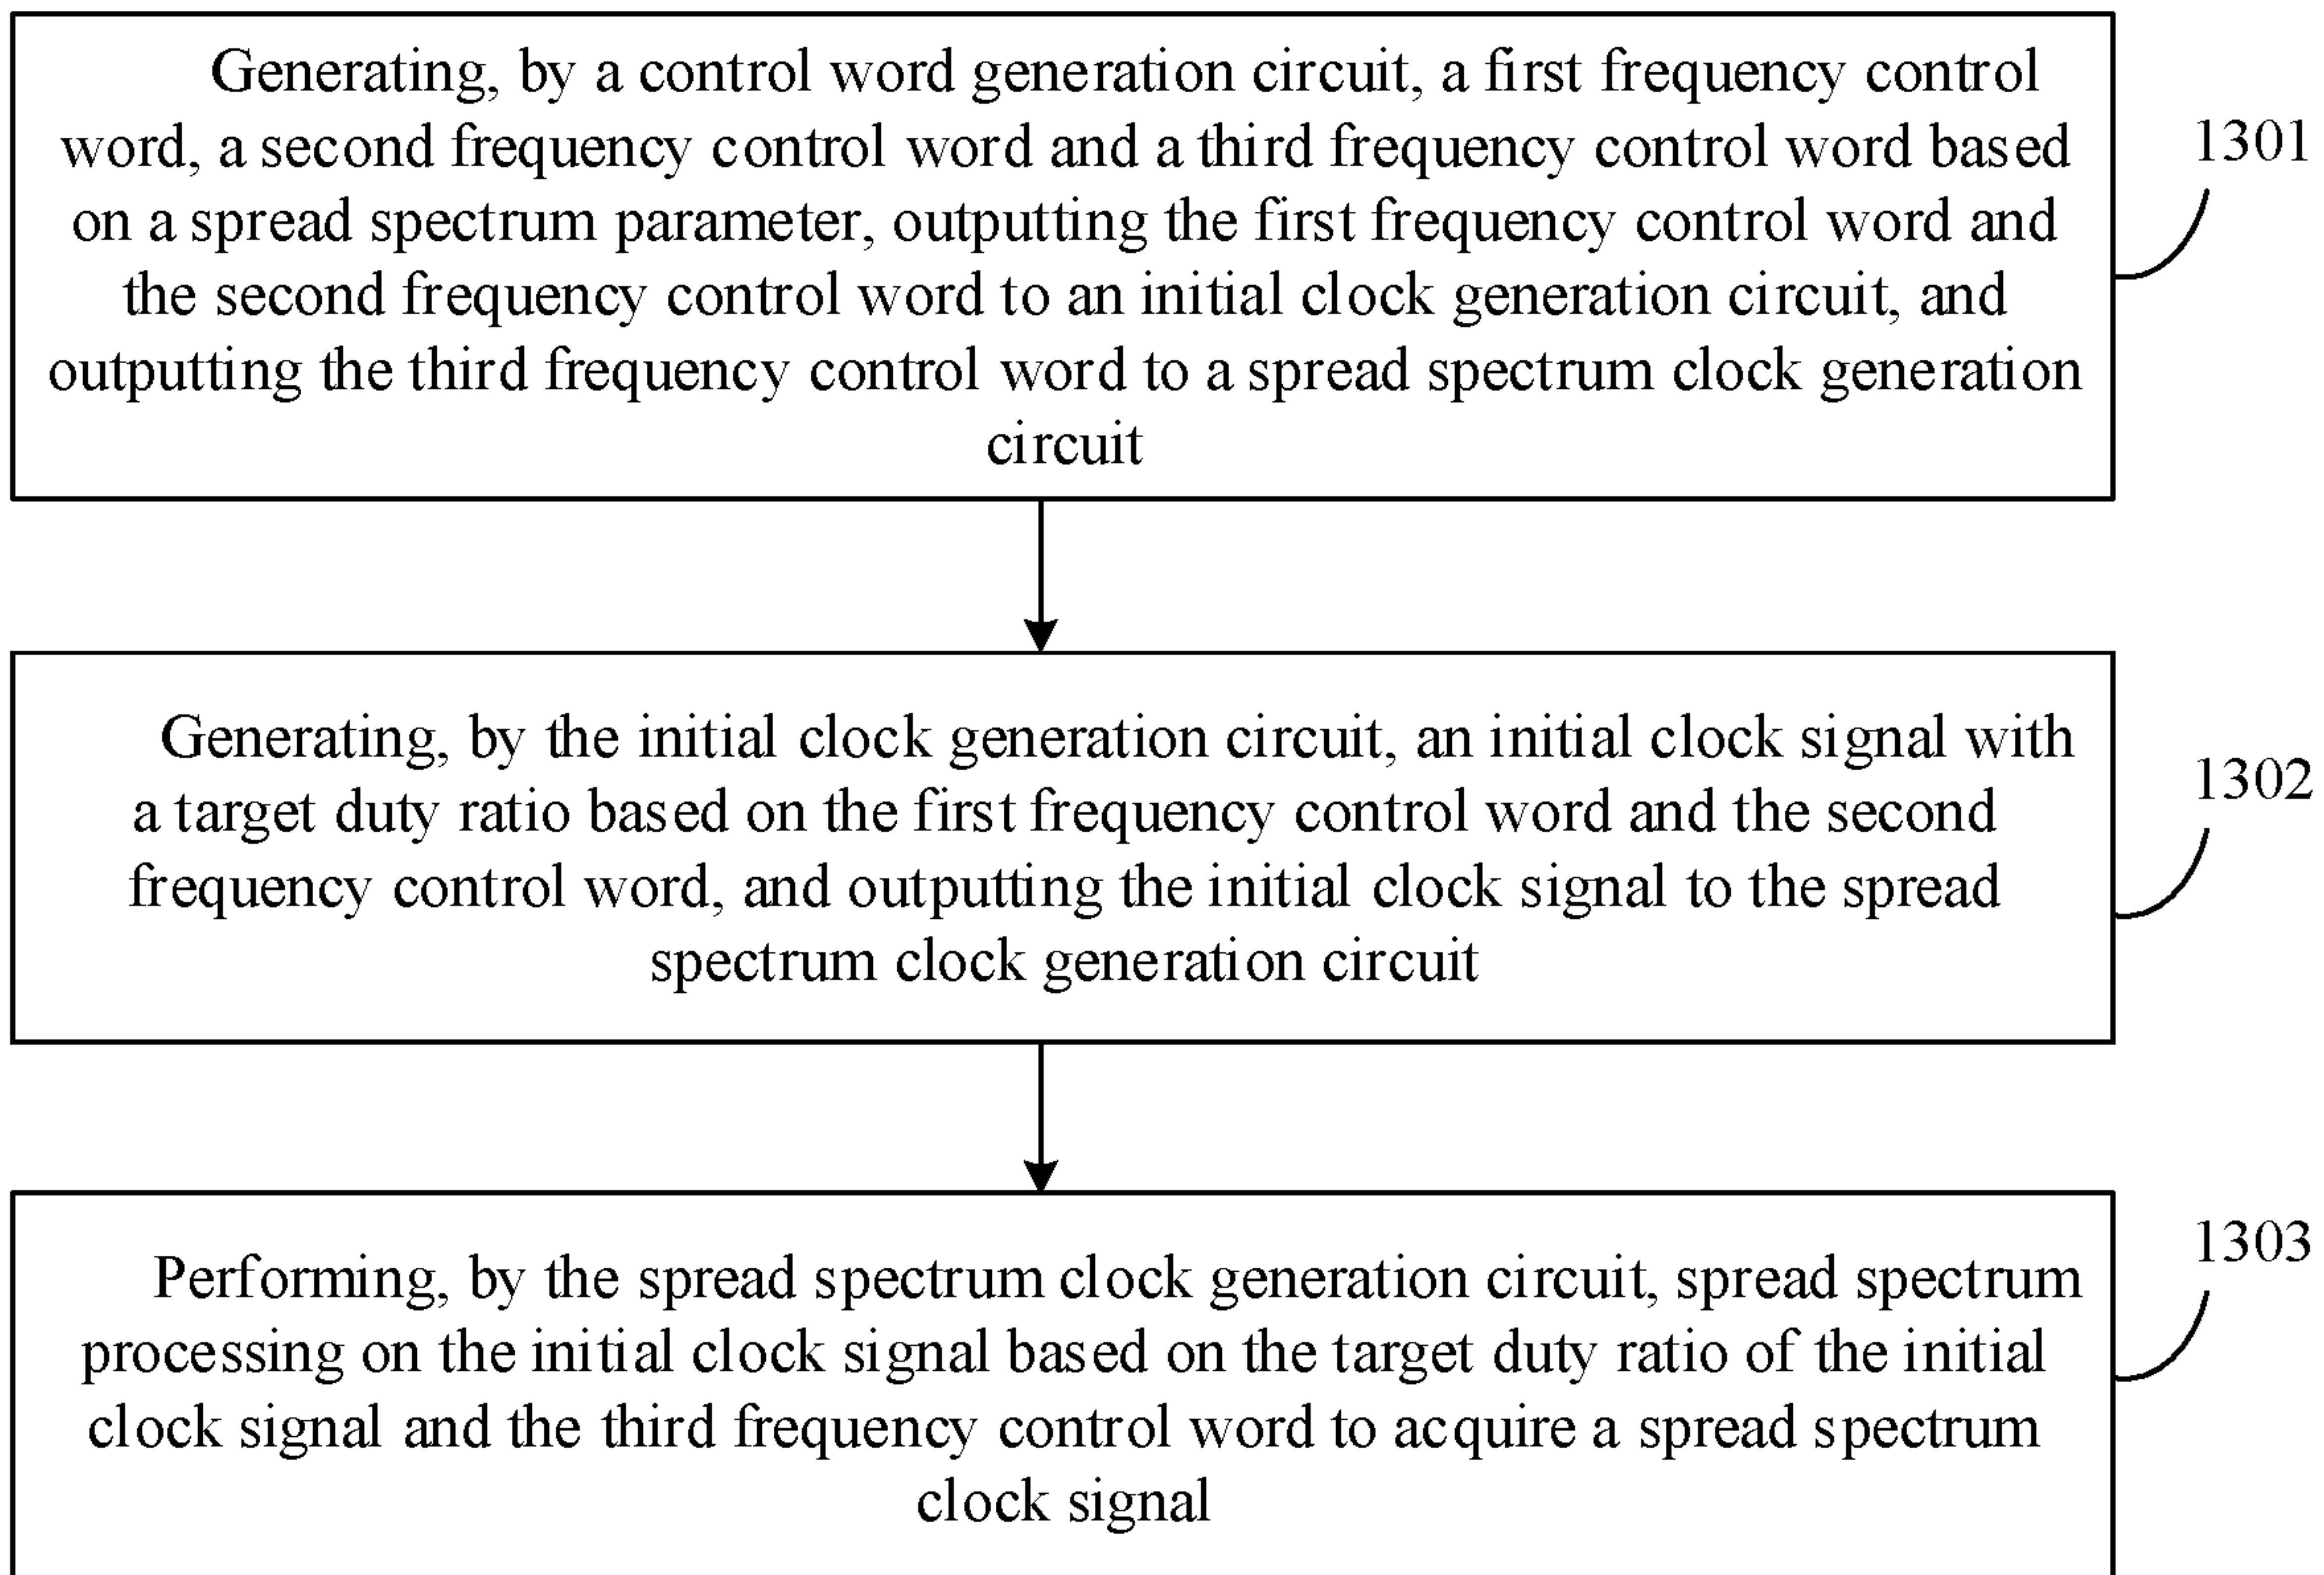 Generating, by a control word generation circuit, a first frequency control
word, a second frequency control word and a third frequency control word based
on a spread spectrum parameter, outputting the first frequency control word and
the second frequency control word to an initial clock generation circuit, and
outputting the third frequency control word to a spread spectrum clock generation
circuit
1301
Generating, by the initial clock generation circuit, an initial clock signal with
a target duty ratio based on the first frequency control word and the second
frequency control word, and outputting the initial clock signal to the spread
spectrum clock generation circuit
1302
Performing, by the spread spectrum clock generation circuit, spread spectrum
processing on the initial clock signal based on the target duty ratio of the initial
clock signal and the third frequency control word to acquire a spread spectrum
clock signal
1303